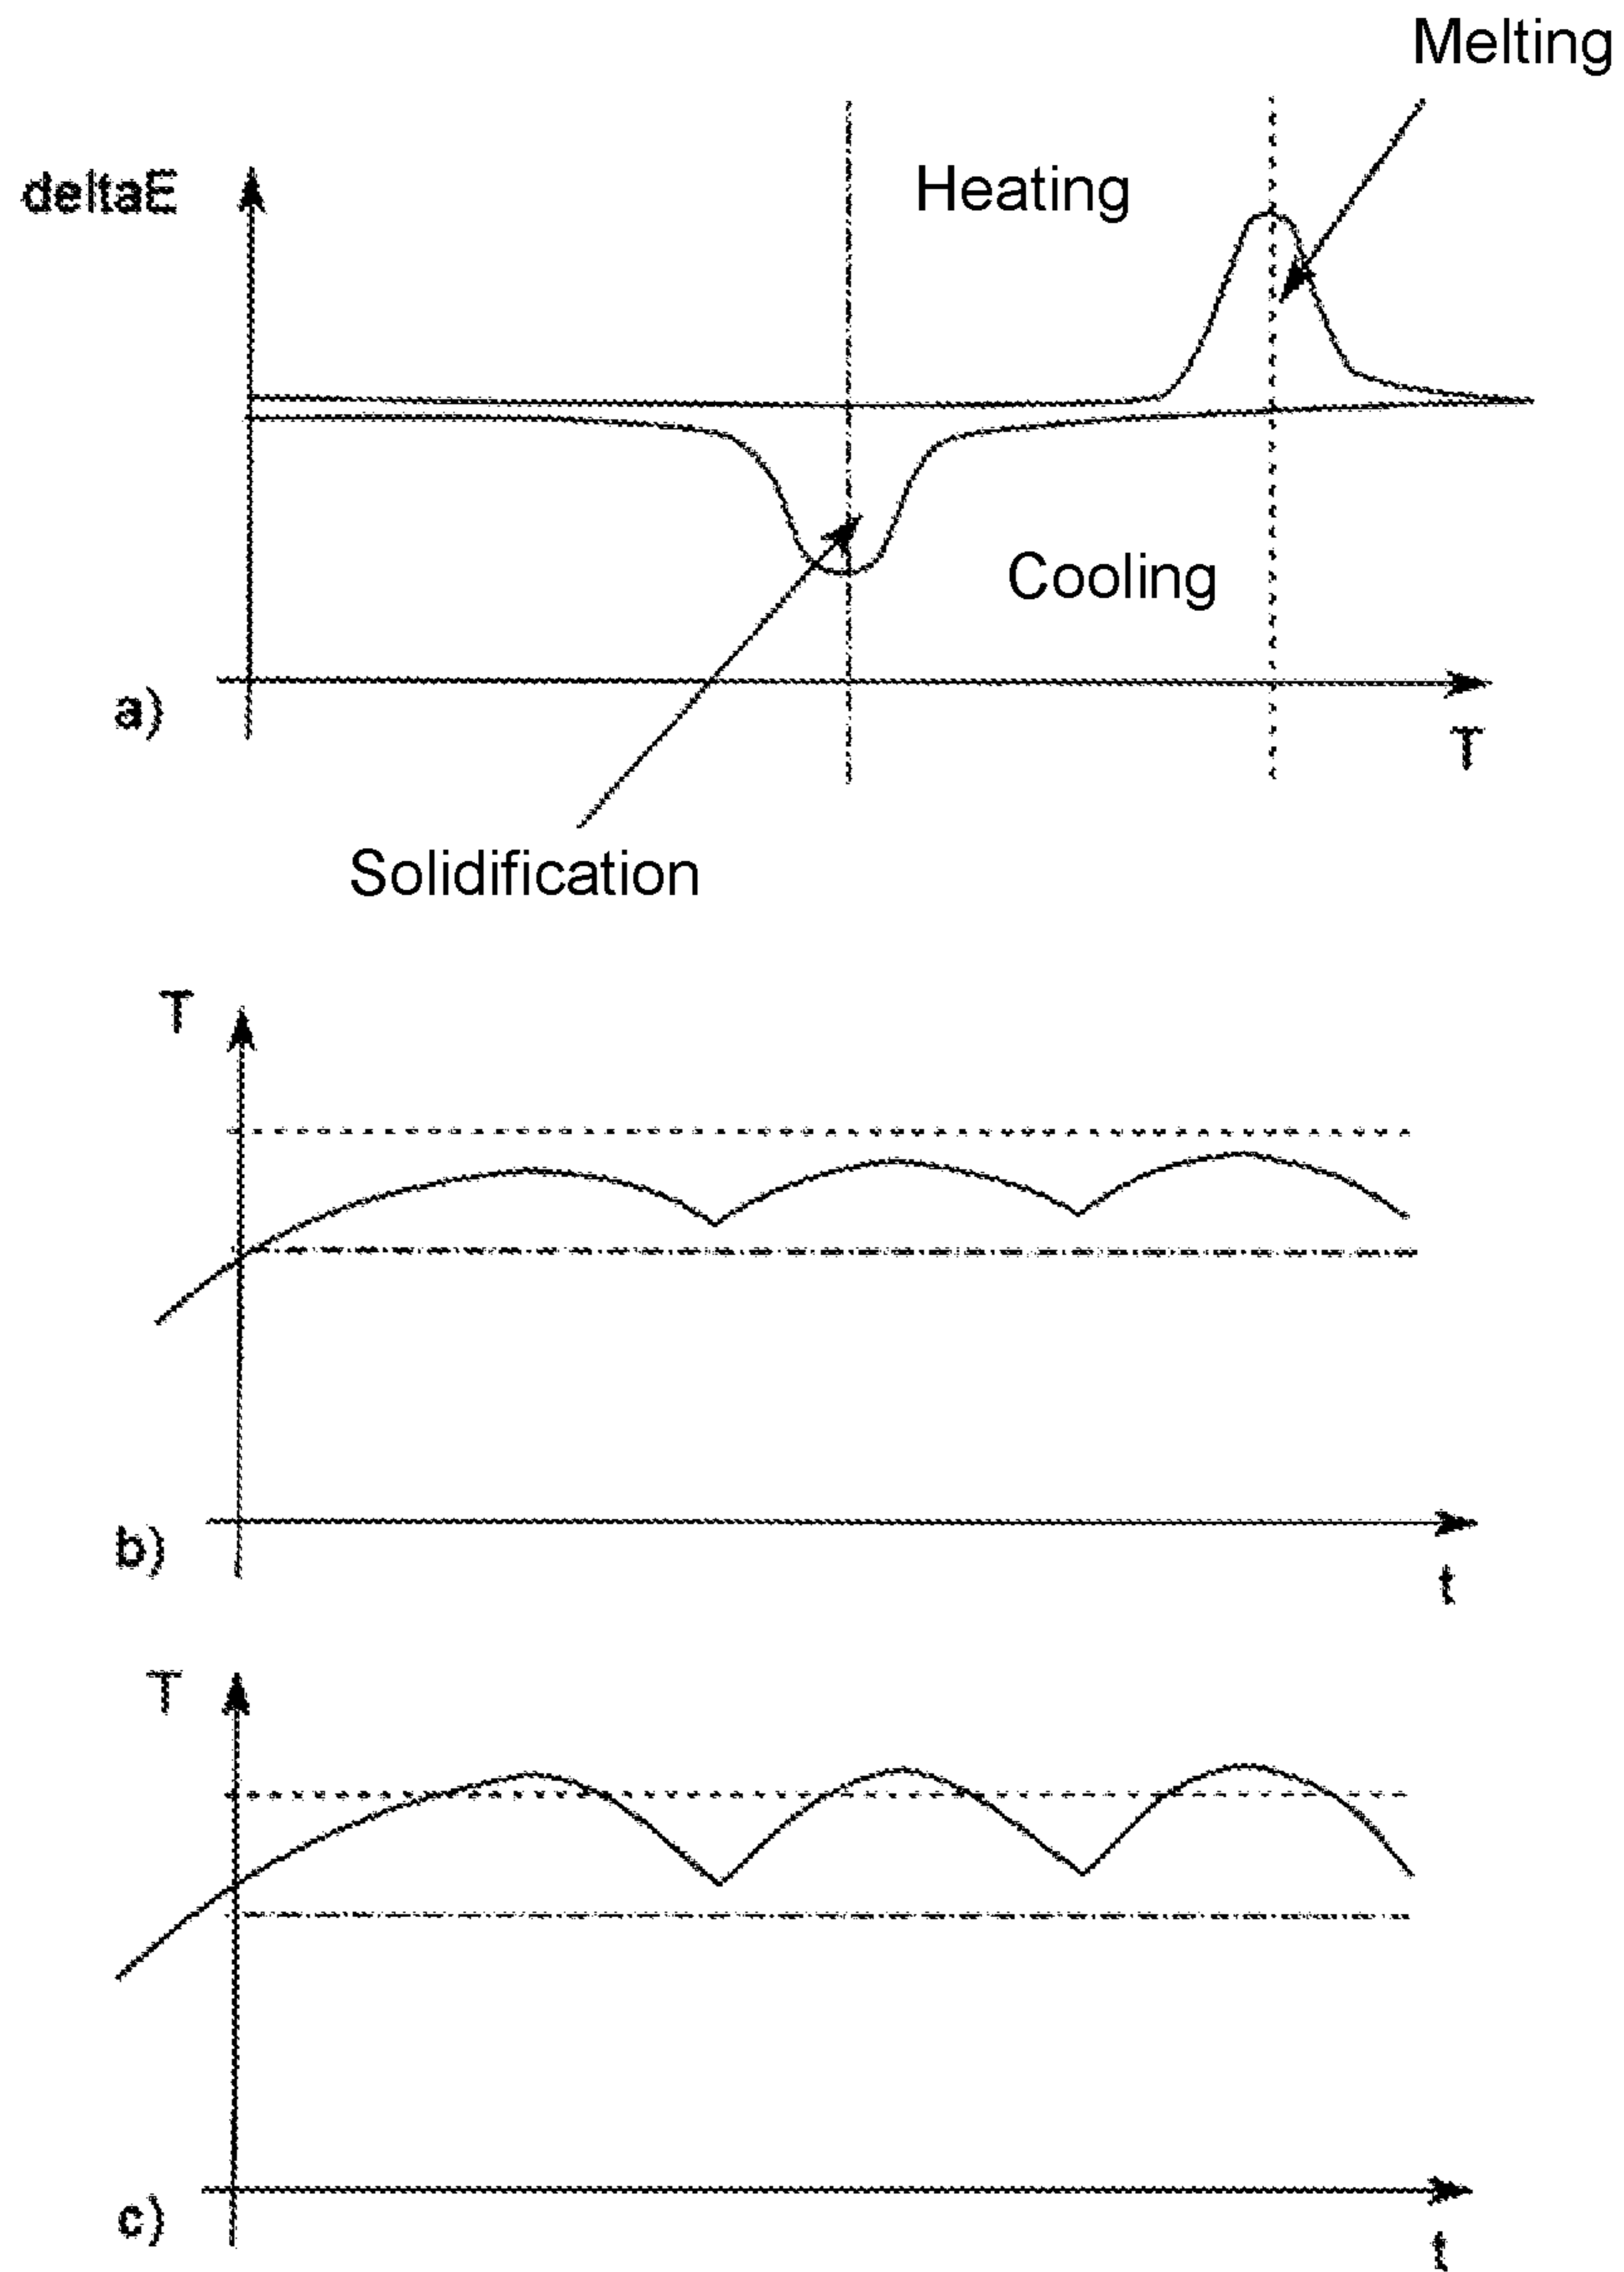 Melting
deltaE
Heating
Cooling
a)
T
Solidification
T
b)
t
T
c)
t